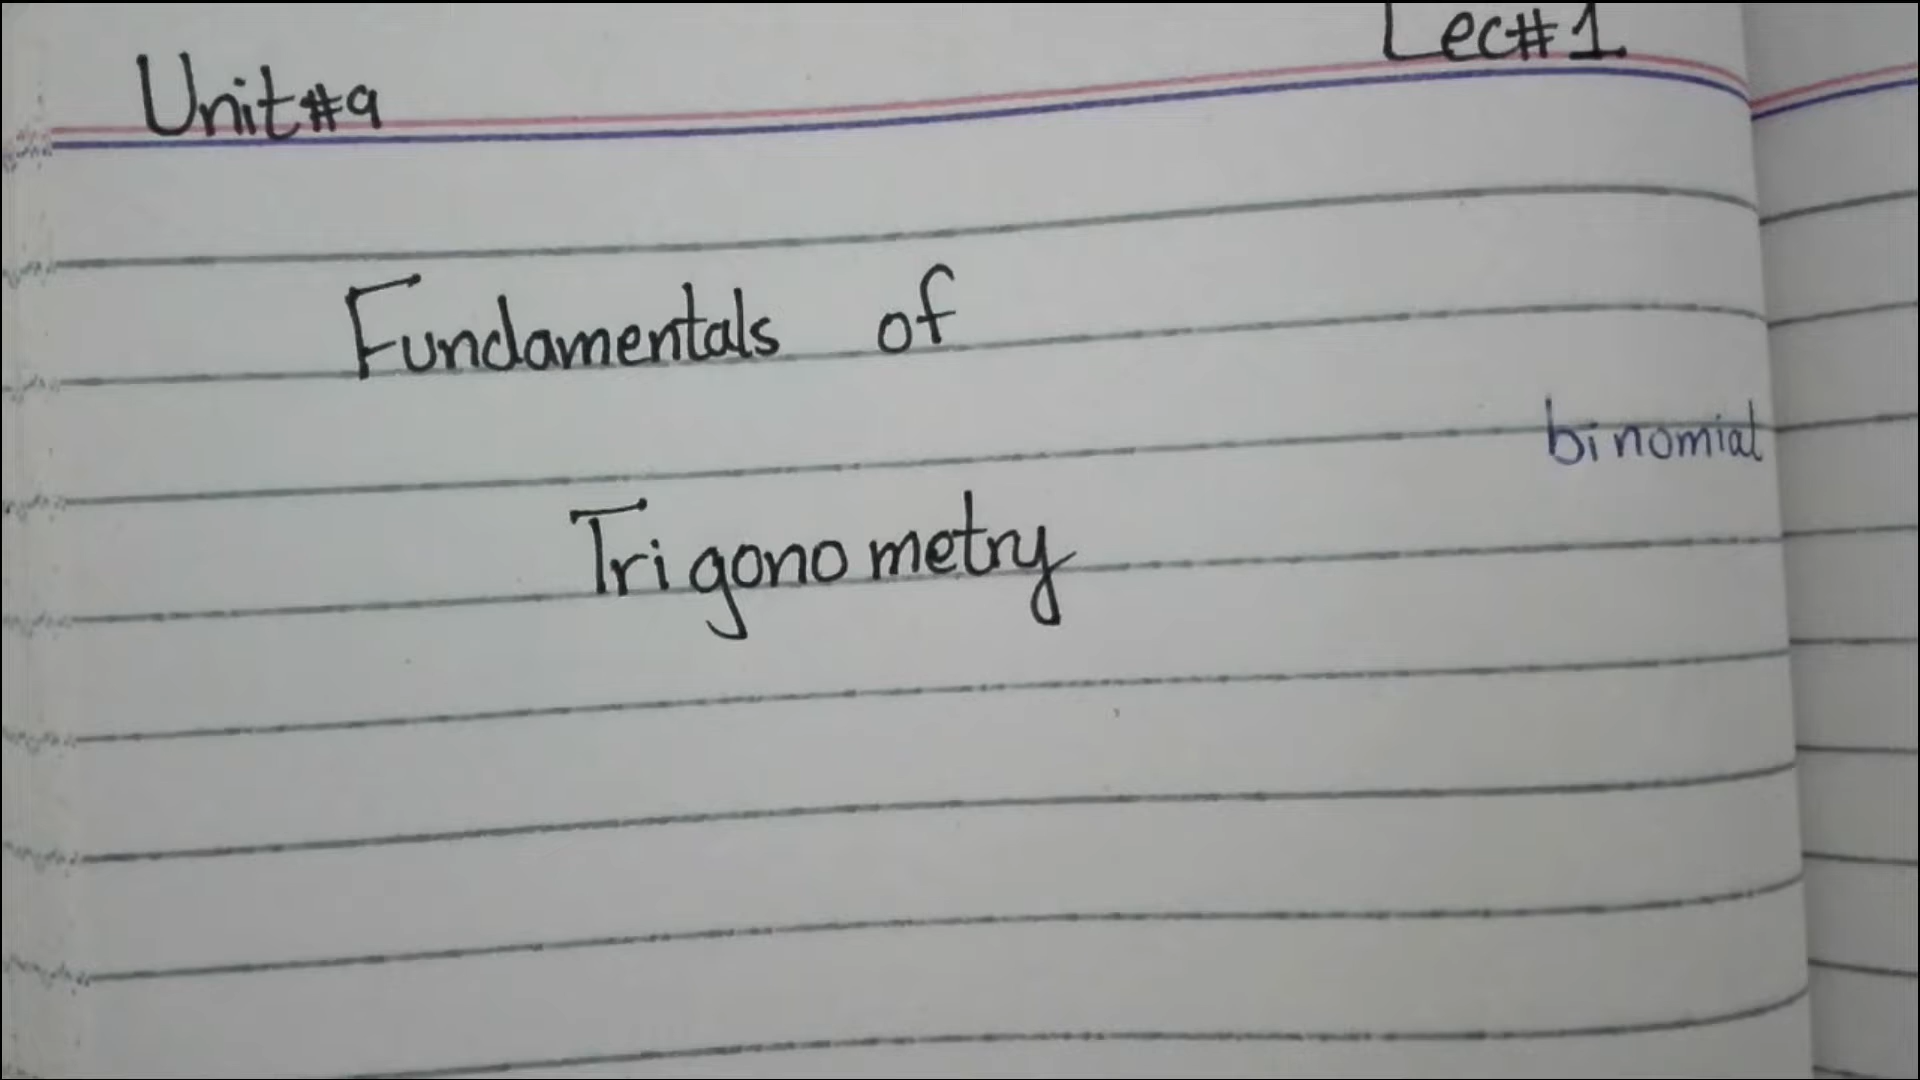 Lec#1
Unit#9
Fundamentals of
binomial
Trigonometry